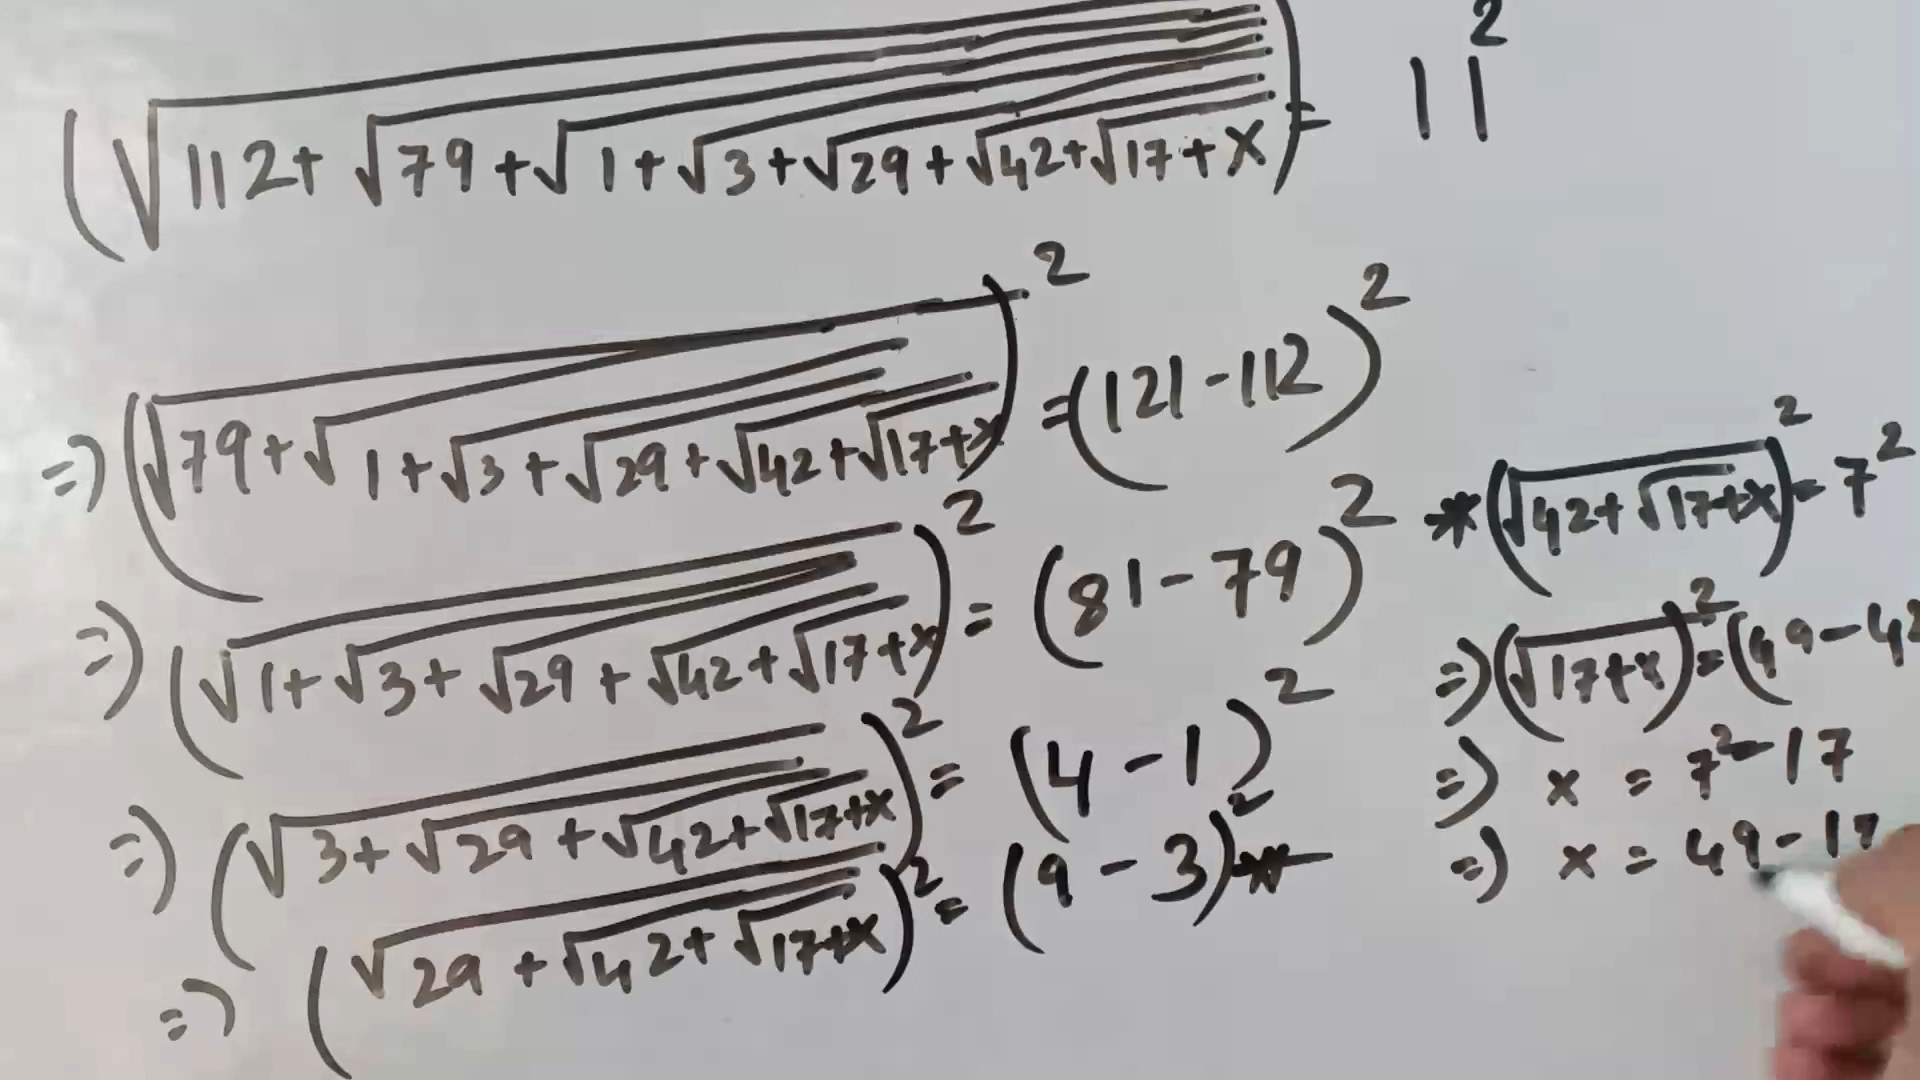 (√112+√79+√1+√3+√29+√42+√17+x) = 11²
=> (√79+√1+√3+√29+√42+√17+x)² = (121-112)²
=> (√1+√3+√29+√42+√17+x)² = (81-79)²
=> (√3+√29+√42+√17+x)² = (4-1)²
=> (√29+√42+√17+x)² = (9-3)²*
*(√42+√17+x)² = 7²
=> (√17+x)² = (49-42
=> x = 7²-17
=> x = 49-17